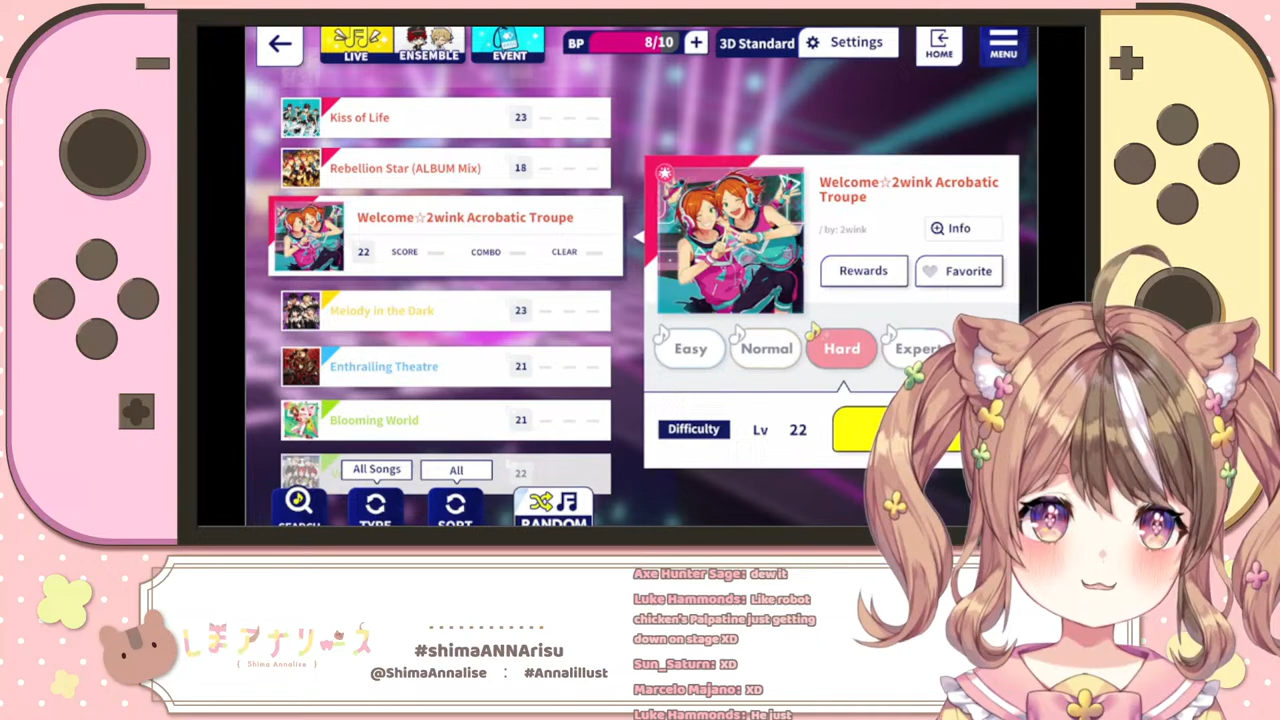 LIVE
ENSEMBLE
EVENT
BP 8/10 +
3D Standard
Settings
HOME
MENU
Kiss of Life 23
Rebellion Star (ALBUM Mix) 18
Welcome☆2wink Acrobatic Troupe
22 SCORE COMBO CLEAR
Melody in the Dark 23
Enthralling Theatre 21
Blooming World 21
22
All Songs
All
SEARCH
TYPE
SORT
RANDOM
Welcome☆2wink Acrobatic
Troupe
/ by: 2wink
Info
Rewards
Favorite
Easy
Normal
Hard
Expert
Difficulty Lv 22
しまアナリース
{ Shima Annalise }
#shimaANNArisu
@ShimaAnnalise : #Annalillust
Axe Hunter Sage: dew it
Luke Hammonds: Like robot
chicken's Palpatine just getting
down on stage XD
Sun_Saturn: XD
Marcelo Majano: XD
Luke Hammonds: He just